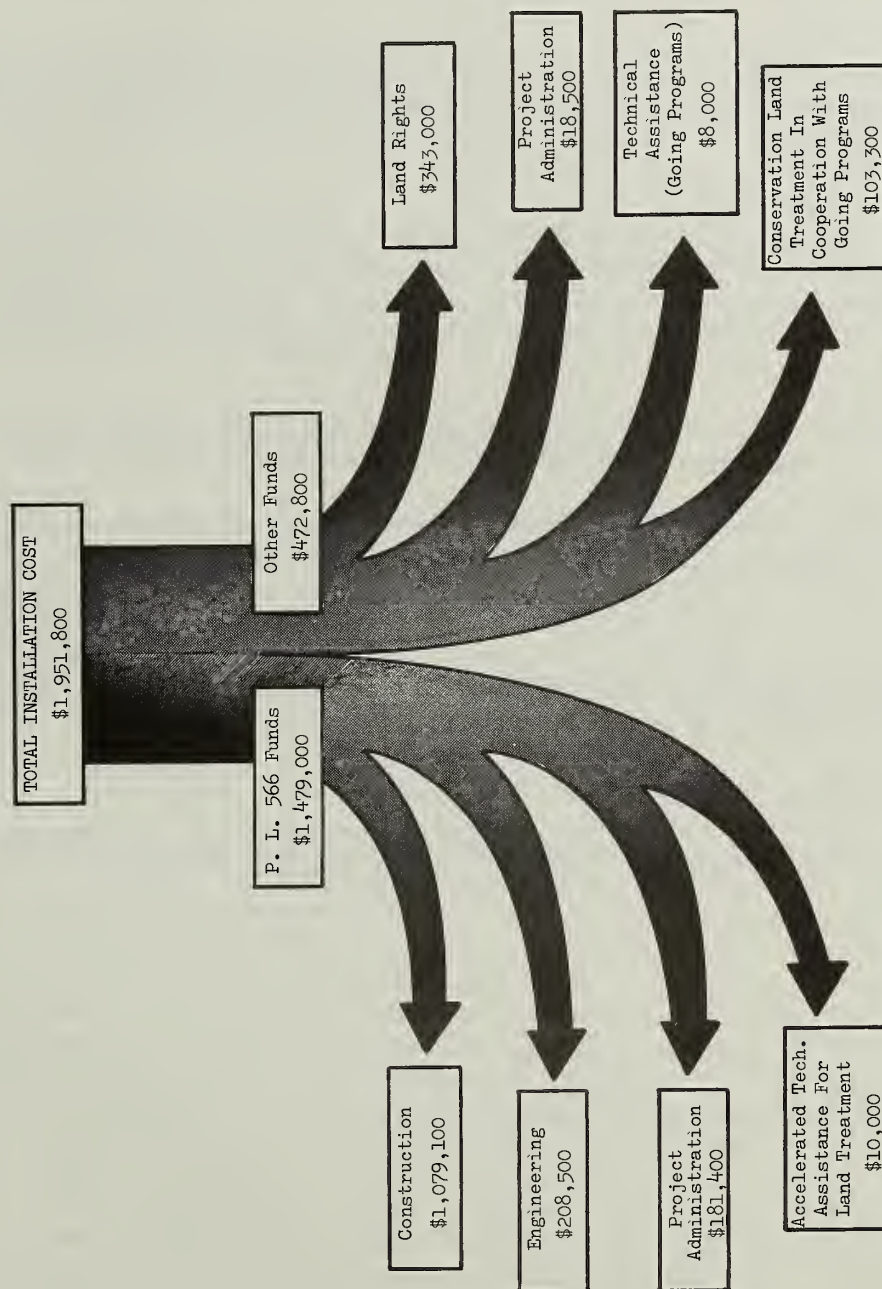 TOTAL INSTALLATION COST
$1,951,800
P. L. 566 Funds
$1,479,000
Other Funds
$472,800
Construction
$1,079,100
Engineering
$208,500
Project
Administration
$181,400
Accelerated Tech.
Assistance For
Land Treatment
$10,000
Land Rights
$343,000
Project
Administration
$18,500
Technical
Assistance
(Going Programs)
$8,000
Conservation Land
Treatment In
Cooperation With
Going Programs
$103,300